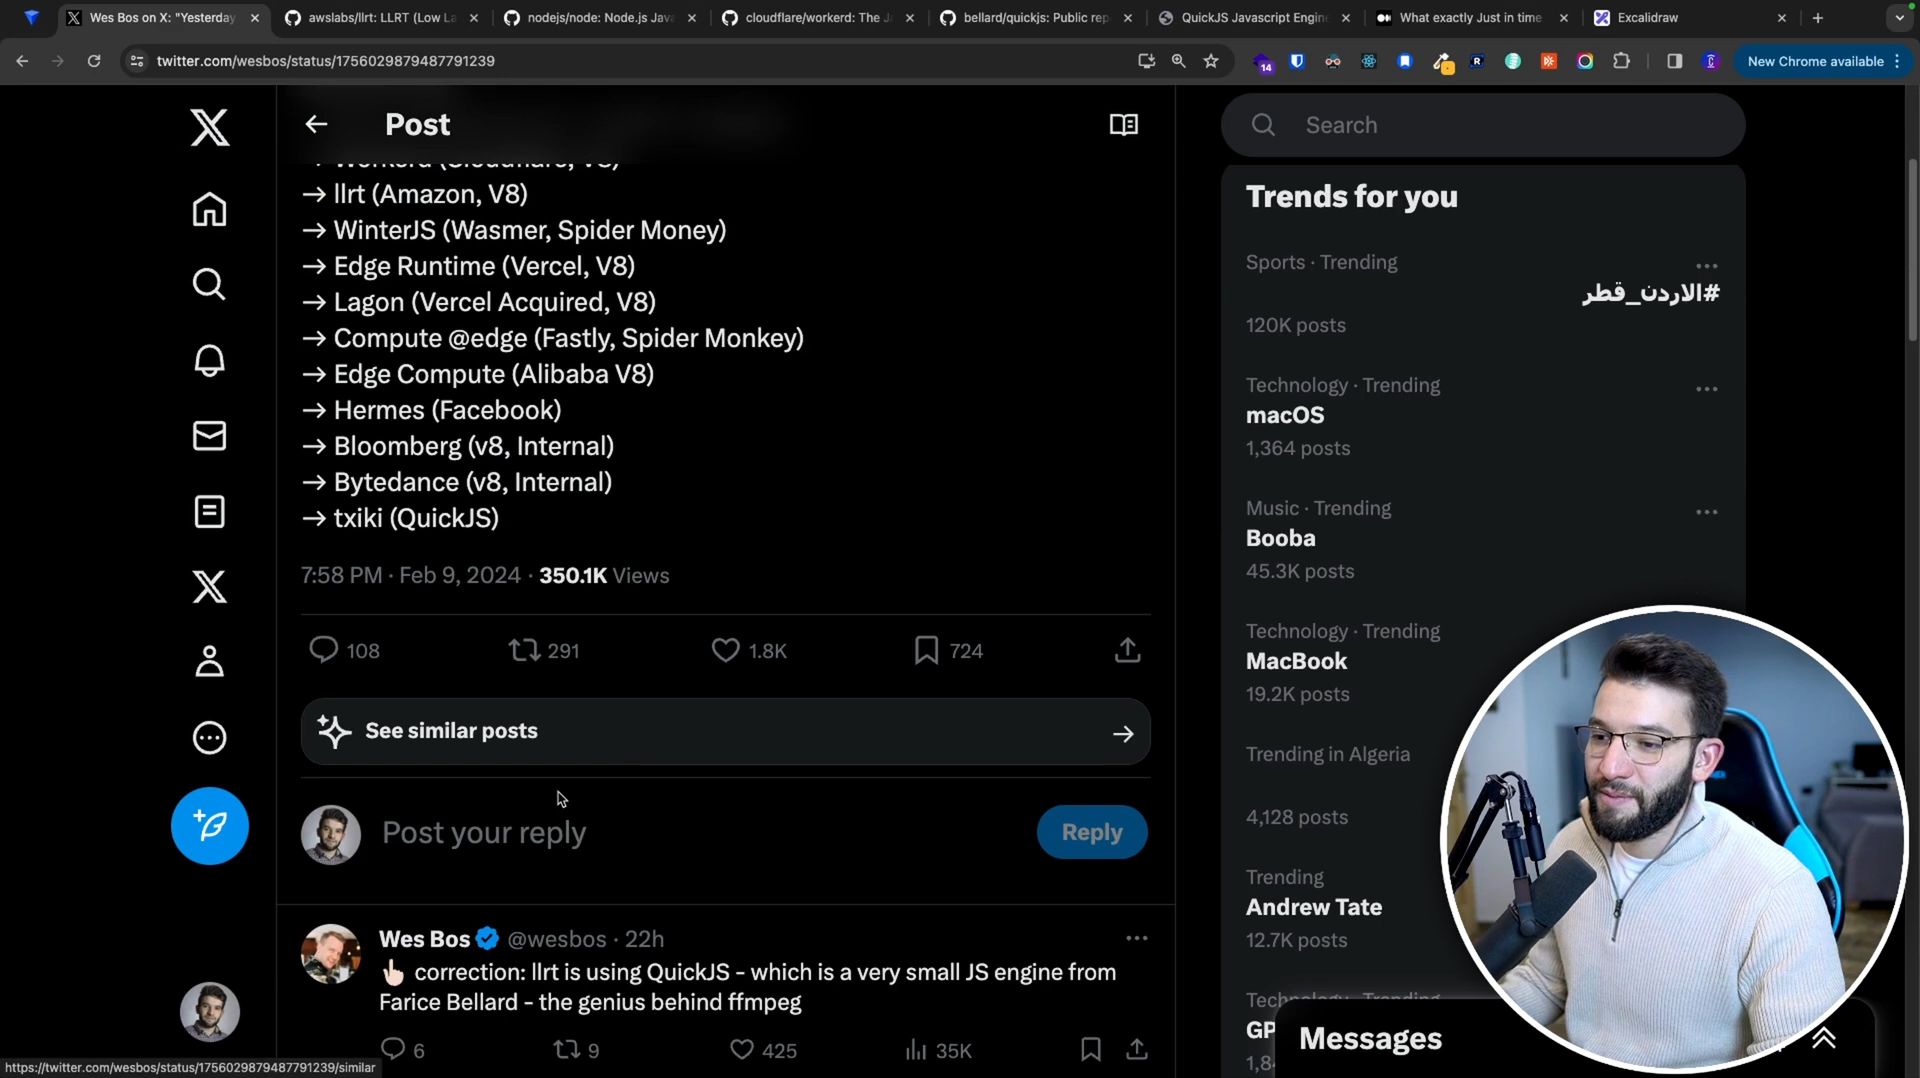 Wes Bos on X: "Yesterday
awslabs/llrt: LLRT (Low La
nodejs/node: Node.js Java
cloudflare/workerd: The Ja
bellard/quickjs: Public rep
QuickJS Javascript Engin
What exactly Just in time
Excalidraw
twitter.com/wesbos/status/1756029879487791239
14
New Chrome available
Post
Search
→ Workerd (Cloudflare, V8)
→ llrt (Amazon, V8)
→ WinterJS (Wasmer, Spider Money)
→ Edge Runtime (Vercel, V8)
→ Lagon (Vercel Acquired, V8)
→ Compute @edge (Fastly, Spider Monkey)
→ Edge Compute (Alibaba V8)
→ Hermes (Facebook)
→ Bloomberg (v8, Internal)
→ Bytedance (v8, Internal)
→ txiki (QuickJS)
7:58 PM · Feb 9, 2024 · 350.1K Views
108 291 1.8K 724
See similar posts
Post your reply
Reply
Wes Bos @wesbos · 22h
👆🏻 correction: llrt is using QuickJS - which is a very small JS engine from
Farice Bellard - the genius behind ffmpeg
6 9 425 35K
https://twitter.com/wesbos/status/1756029879487791239/similar
Trends for you
Sports · Trending
#الاردن_قطر
120K posts
Technology · Trending
macOS
1,364 posts
Music · Trending
Booba
45.3K posts
Technology · Trending
MacBook
19.2K posts
Trending in Algeria
4,128 posts
Trending
Andrew Tate
12.7K posts
Messages